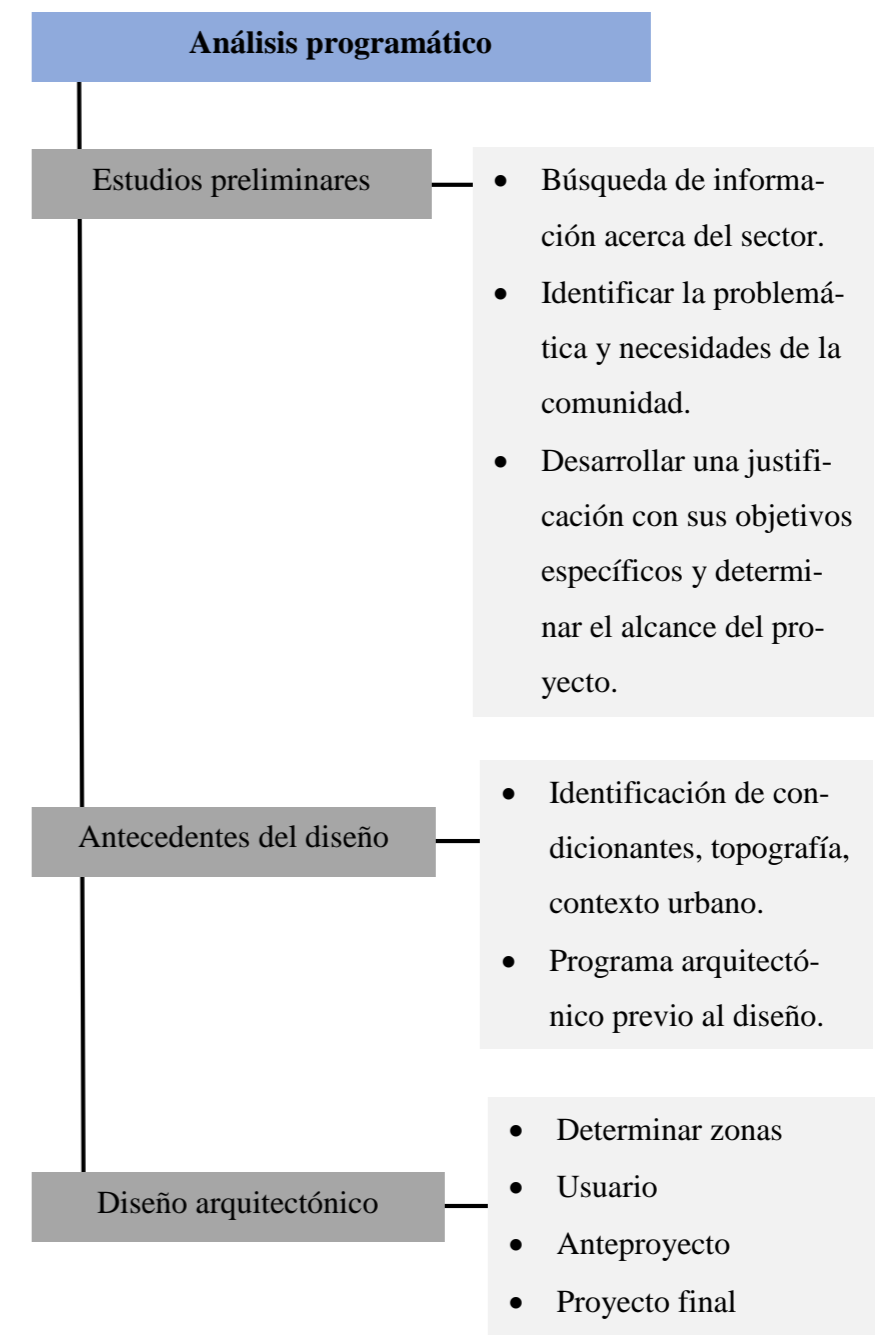 Análisis programático
Estudios preliminares
• Búsqueda de informa-
ción acerca del sector.
• Identificar la problemá-
tica y necesidades de la
comunidad.
• Desarrollar una justifi-
cación con sus objetivos
específicos y determi-
nar el alcance del pro-
yecto.
Antecedentes del diseño
• Identificación de con-
dicionantes, topografía,
contexto urbano.
• Programa arquitectó-
nico previo al diseño.
Diseño arquitectónico
• Determinar zonas
• Usuario
• Anteproyecto
• Proyecto final